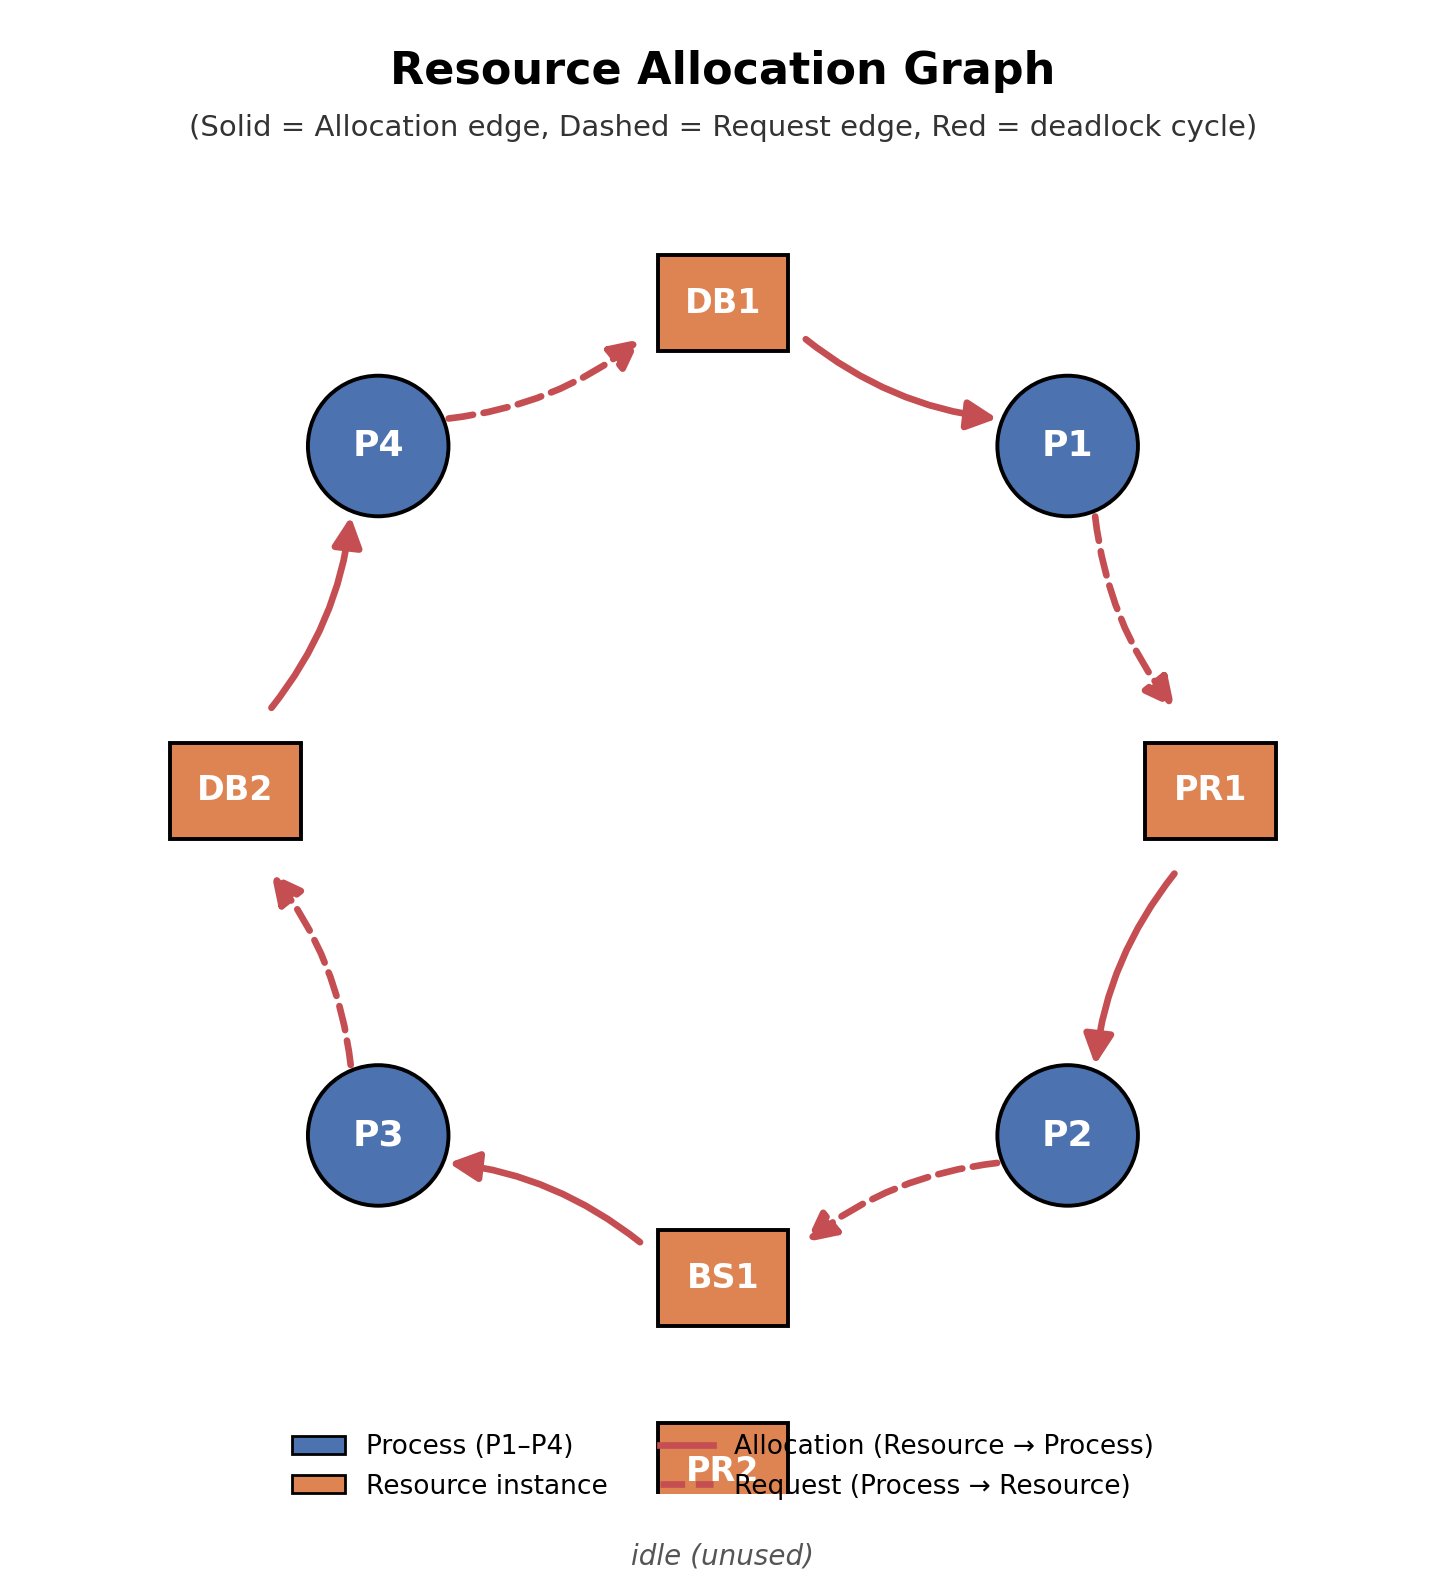 Resource Allocation Graph
(Solid = Allocation edge, Dashed = Request edge, Red = deadlock cycle)
DB1
P4
P1
DB2
PR1
P3
P2
BS1
Process (P1–P4)
Allocation (Resource → Process)
PR2
Resource instance
Request (Process → Resource)
idle (unused)